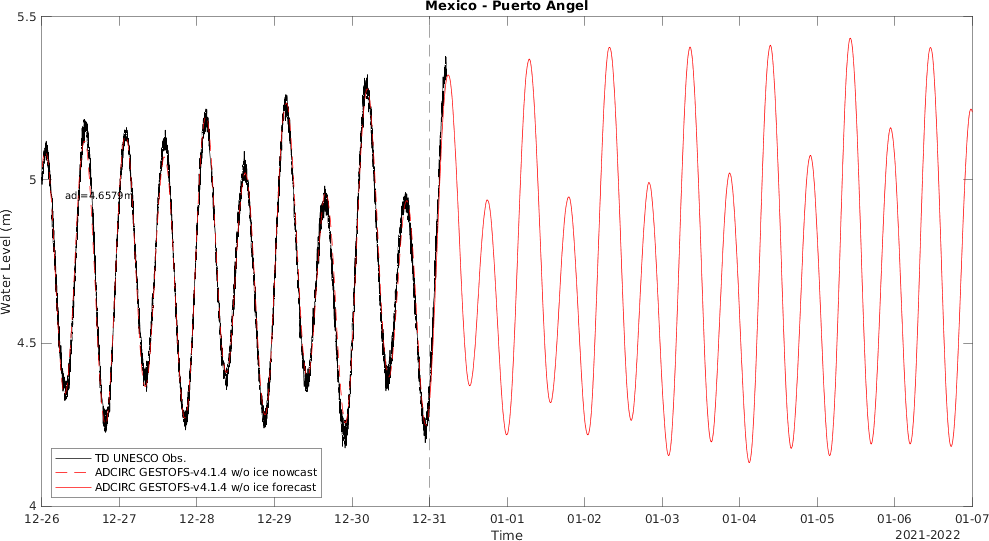 Mexico - Puerto Angel
5.5
5
4.5
4
Water Level (m)
adj=4.6579m
TD UNESCO Obs.
ADCIRC GESTOFS-v4.1.4 w/o ice nowcast
ADCIRC GESTOFS-v4.1.4 w/o ice forecast
12-26 12-27 12-28 12-29 12-30 12-31 01-01 01-02 01-03 01-04 01-05 01-06 01-07
Time
2021-2022